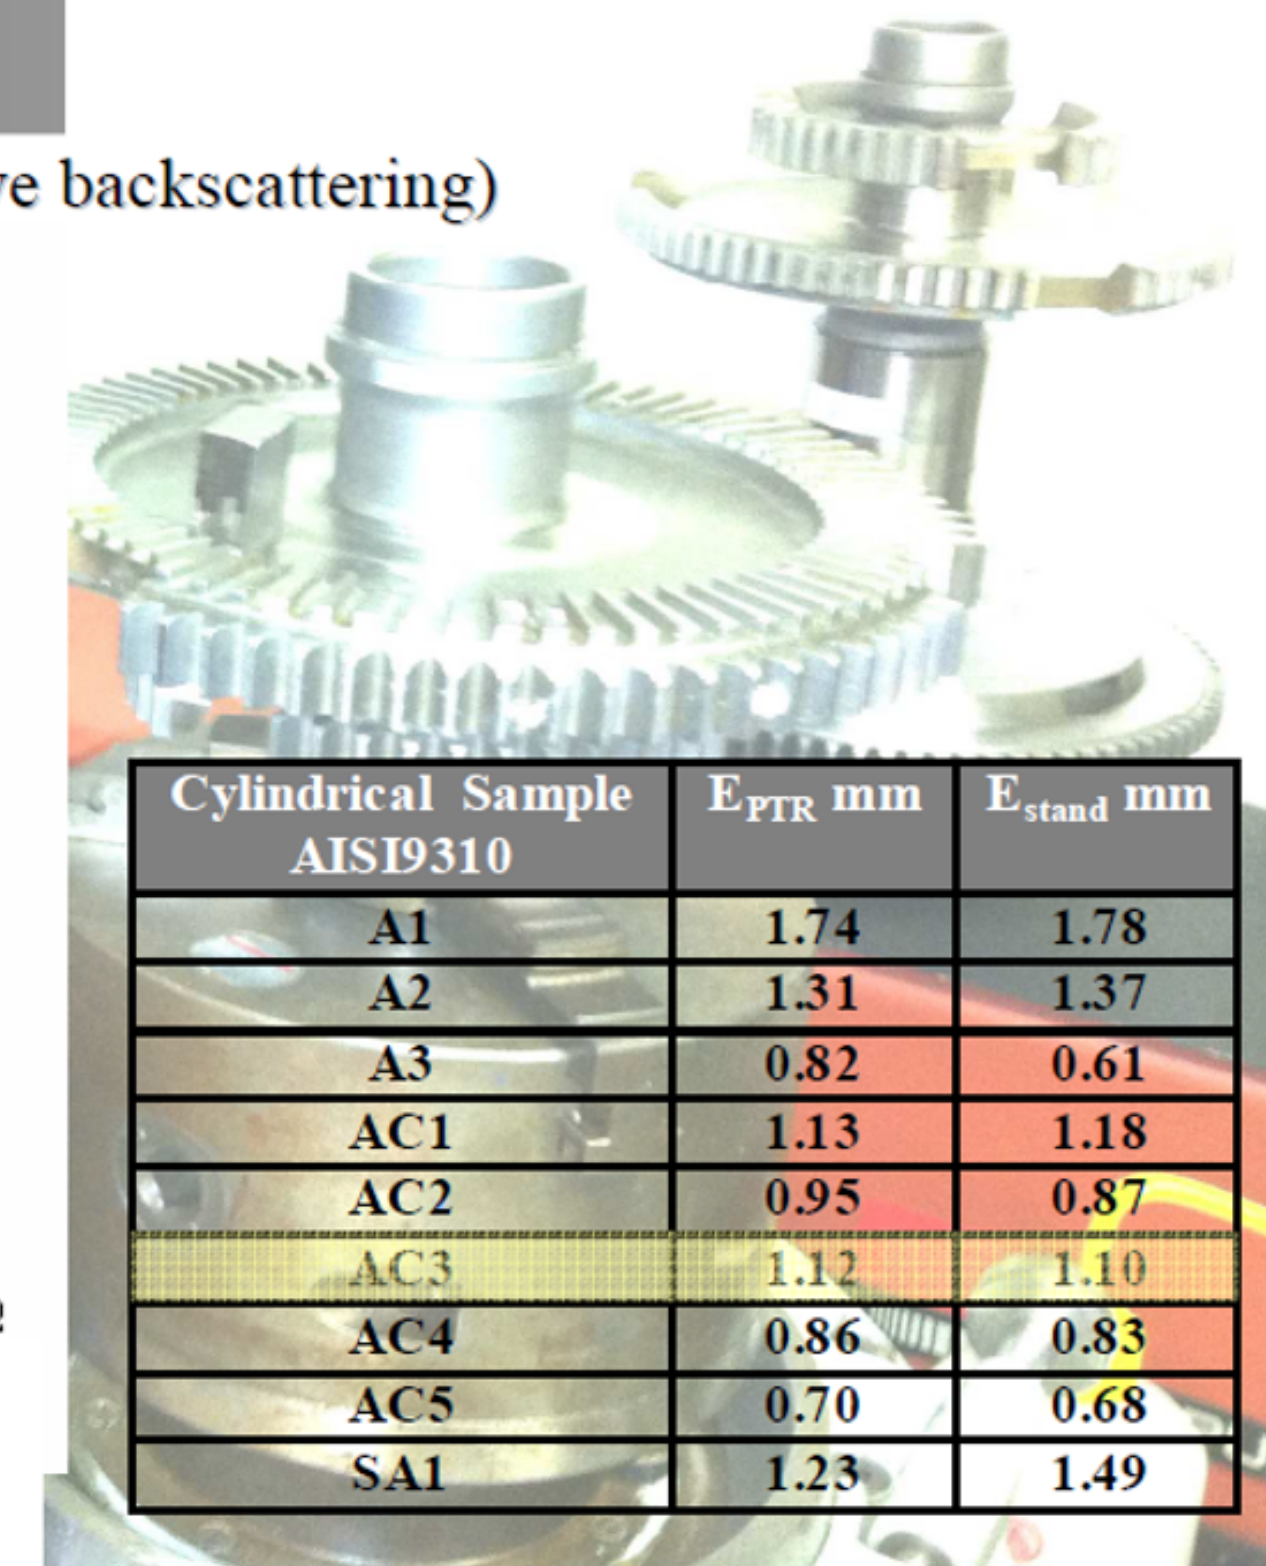 backscattering)
Cylindrical Sample AISI9310 E_PTR mm E_stand mm
A1 1.74 1.78
A2 1.31 1.37
A3 0.82 0.61
AC1 1.13 1.18
AC2 0.95 0.87
AC3 1.12 1.10
AC4 0.86 0.83
AC5 0.70 0.68
SA1 1.23 1.49